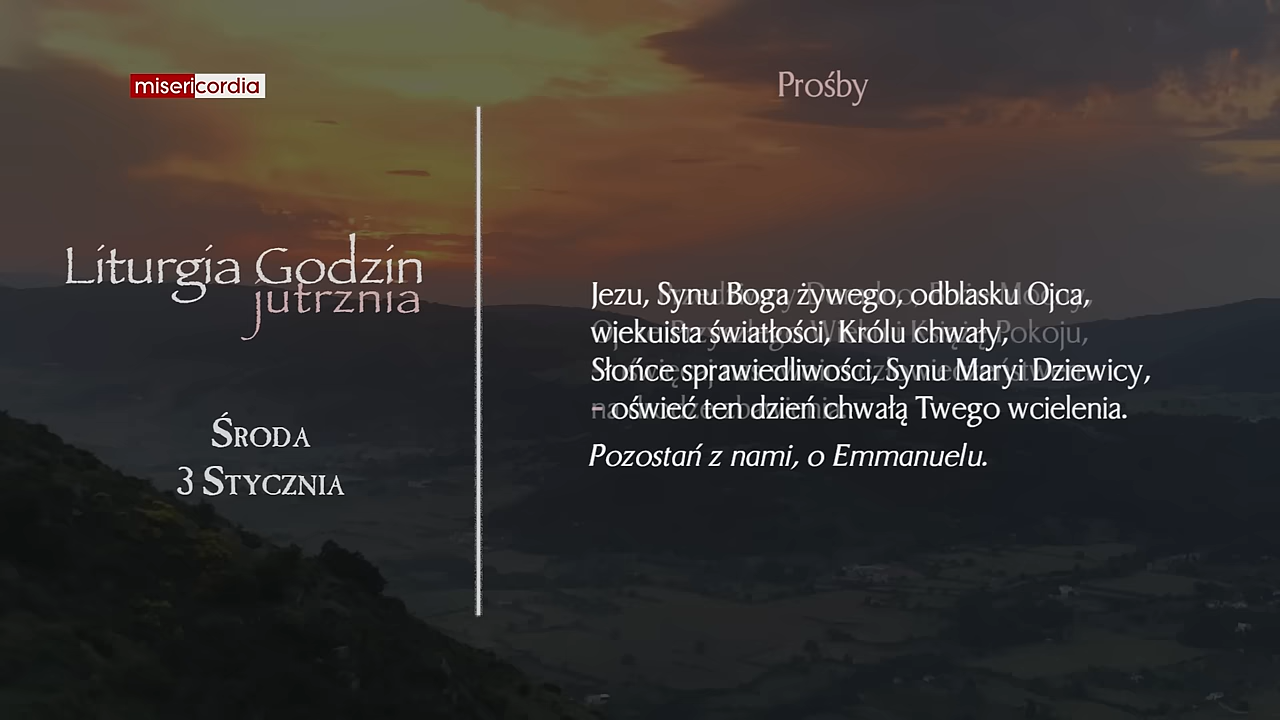 misericordia
Prośby
Liturgia Godzin
jutrznia
Środa
3 Stycznia
Jezu, Synu Boga żywego, odblasku Ojca,
wiekuista światłości, Królu chwały,
Słońce sprawiedliwości, Synu Maryi Dziewicy,
- oświeć ten dzień chwałą Twego wcielenia.
Pozostań z nami, o Emmanuelu.